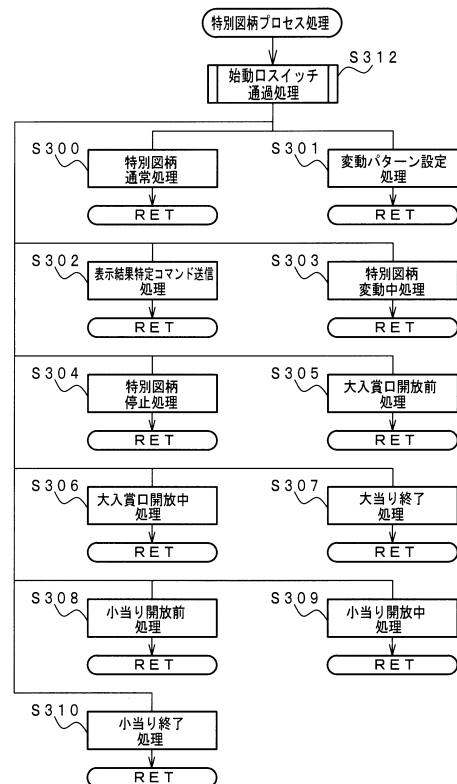 特別図柄プロセス処理
S312
始動口スイッチ
通過処理
S300
特別図柄
通常処理
RET
S301
変動パターン設定
処理
RET
S302
表示結果特定コマンド送信
処理
RET
S303
特別図柄
変動中処理
RET
S304
特別図柄
停止処理
RET
S305
大入賞口開放前
処理
RET
S306
大入賞口開放中
処理
RET
S307
大当り終了
処理
RET
S308
小当り開放前
処理
RET
S309
小当り開放中
処理
RET
S310
小当り終了
処理
RET